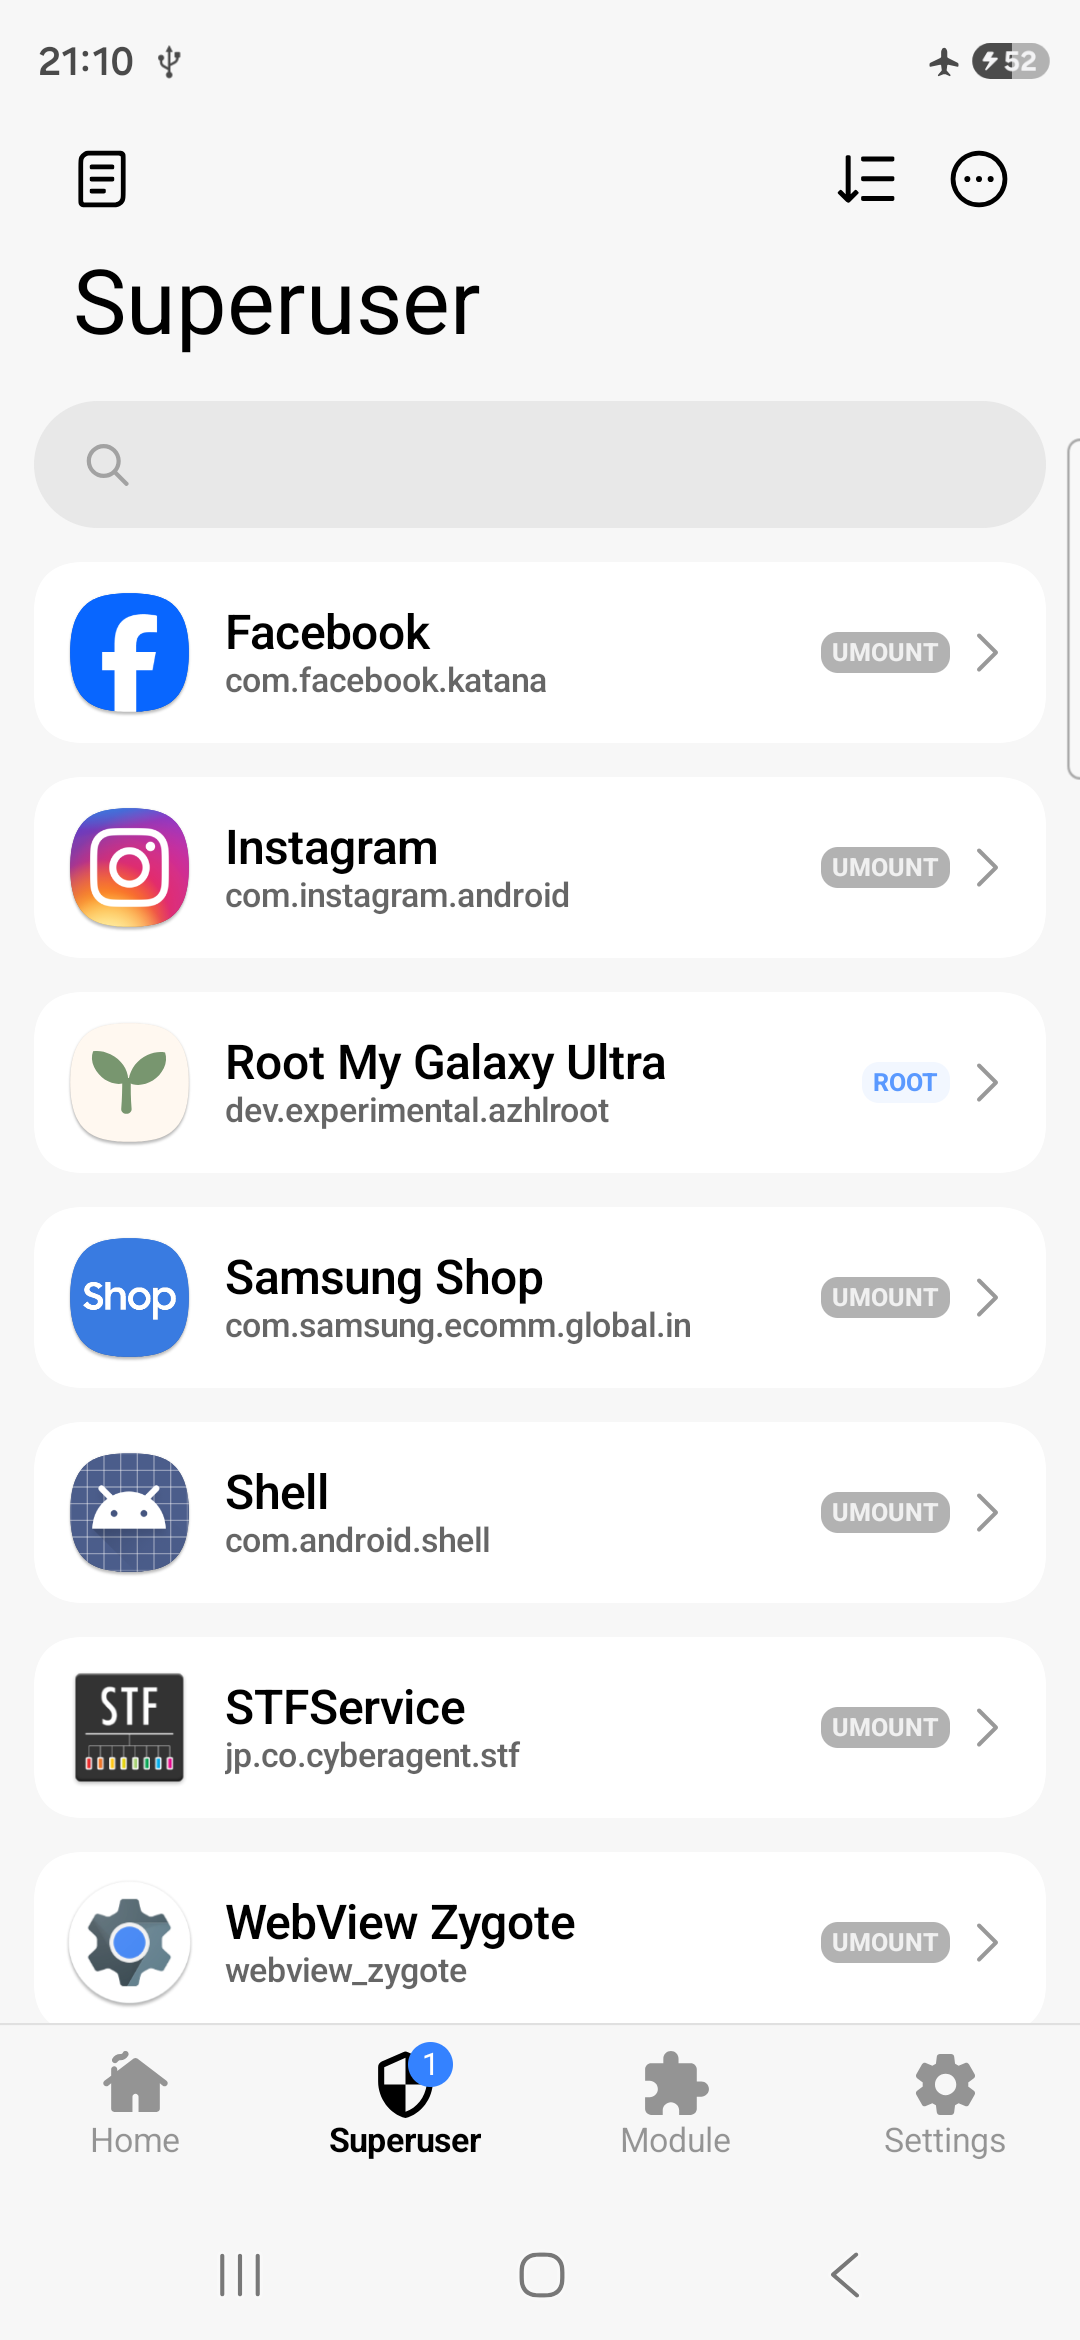 21:10
52
Superuser
Facebook
com.facebook.katana
UMOUNT
Instagram
com.instagram.android
UMOUNT
Root My Galaxy Ultra
dev.experimental.azhlroot
ROOT
Shop
Samsung Shop
com.samsung.ecomm.global.in
UMOUNT
Shell
com.android.shell
UMOUNT
STF
STFService
jp.co.cyberagent.stf
UMOUNT
WebView Zygote
webview_zygote
UMOUNT
1
Home
Superuser
Module
Settings